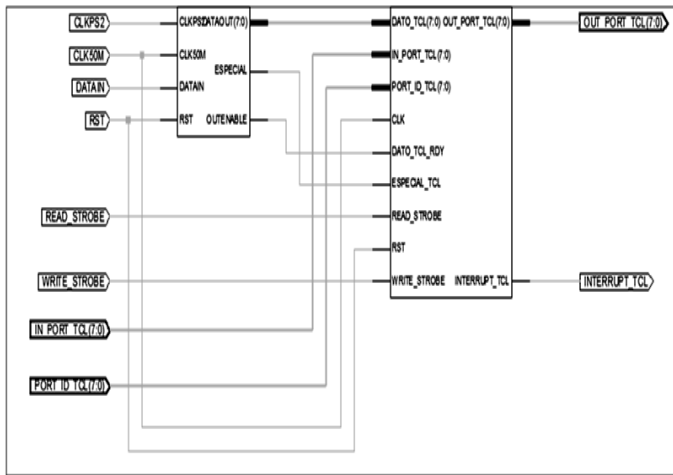 CLKPS2
CLK50M
DATAIN
RST
READ_STROBE
WRITE_STROBE
IN_PORT_TCL(7:0)
PORT_ID_TCL(7:0)
CLKPS2 DATAOUT(7:0)
CLK50M
ESPECIAL
DATAIN
RST OUTENABLE
DATO_TCL(7:0) OUT_PORT_TCL(7:0)
IN_PORT_TCL(7:0)
PORT_ID_TCL(7:0)
CLK
DATO_TCL_RDY
ESPECIAL_TCL
READ_STROBE
RST
WRITE_STROBE INTERRUPT_TCL
OUT_PORT_TCL(7:0)
INTERRUPT_TCL